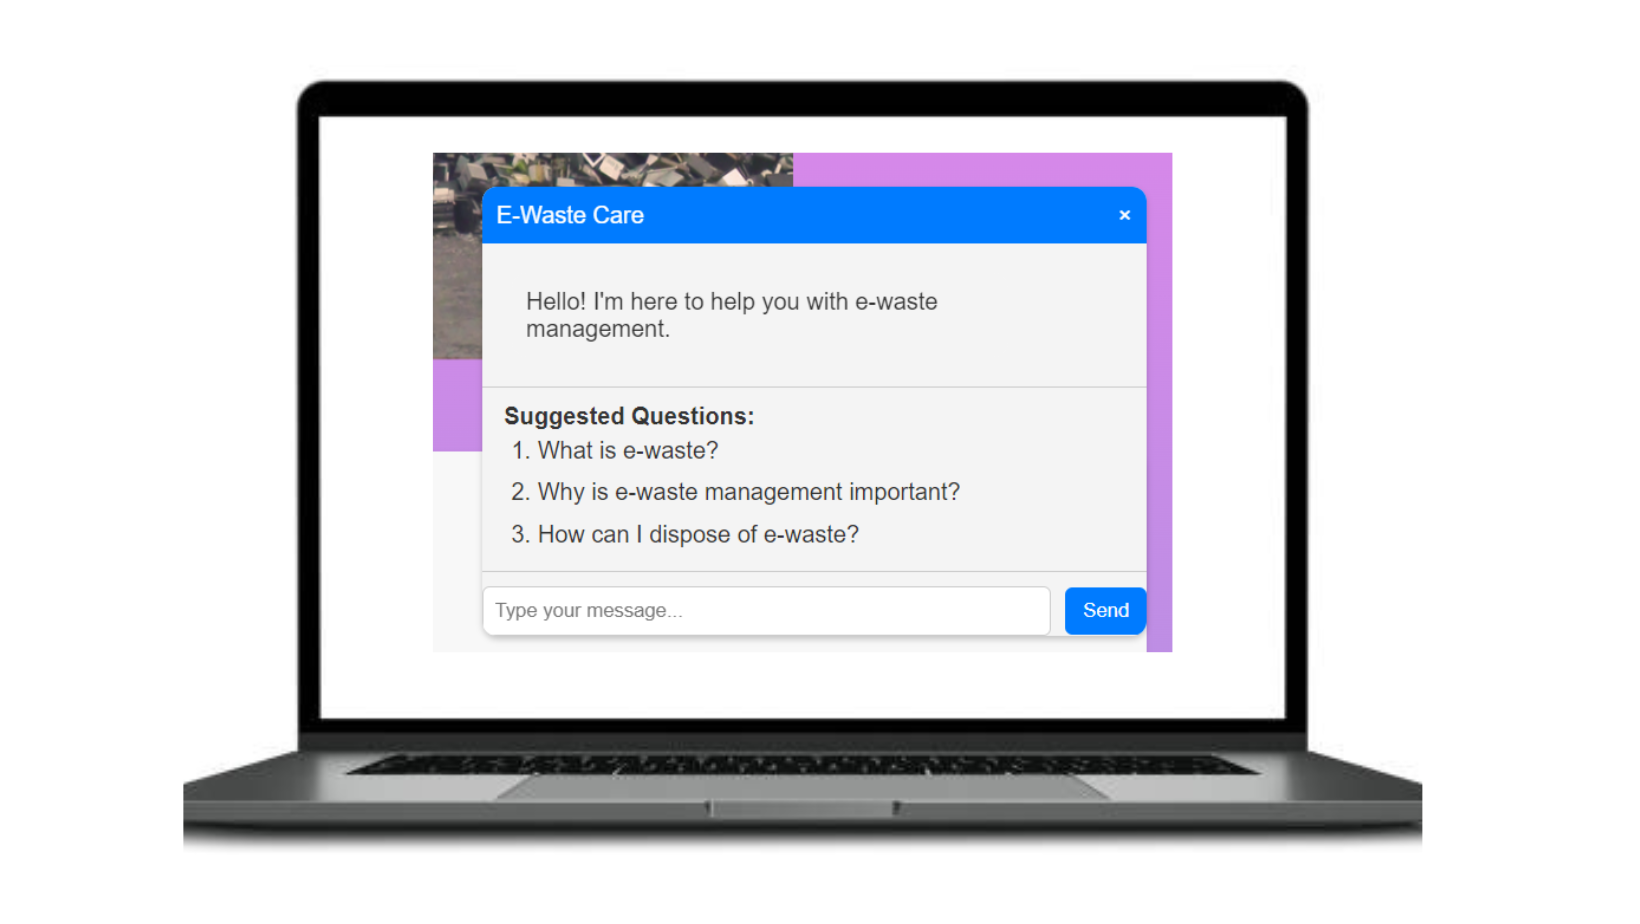 E-Waste Care ×
Hello! I'm here to help you with e-waste
management.
Suggested Questions:
1. What is e-waste?
2. Why is e-waste management important?
3. How can I dispose of e-waste?
Type your message...
Send